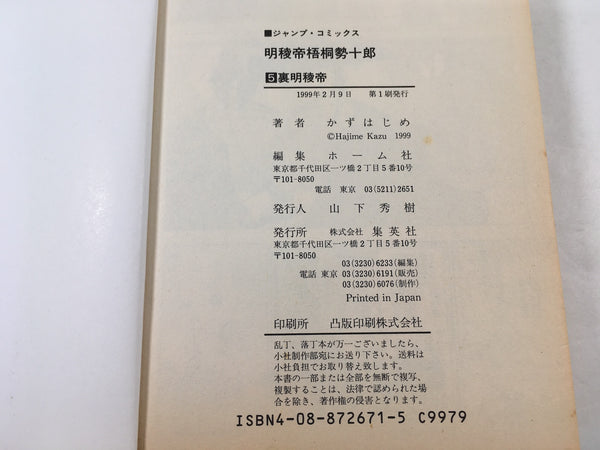 ■ジャンプ・コミックス
明稜帝梧桐勢十郎
5裏明稜帝
1999年2月9日 第1刷発行
著者 かずはじめ
©Hajime Kazu 1999
編集 ホーム社
東京都千代田区一ツ橋2丁目5番10号
〒101-8050
電話 東京 03(5211)2651
発行人 山下秀樹
発行所 株式会社 集英社
東京都千代田区一ツ橋2丁目5番10号
〒101-8050
03(3230)6233(編集)
電話 東京 03(3230)6191(販売)
03(3230)6076(制作)
Printed in Japan
印刷所 凸版印刷株式会社
乱丁、落丁本が万一ございましたら、
小社制作部宛にお送り下さい。送料は
小社負担でお取り替え致します。
本書の一部または全部を無断で複写、
複製することは、法律で認められた場
合を除き、著作権の侵害となります。
ISBN4-08-872671-5 C9979